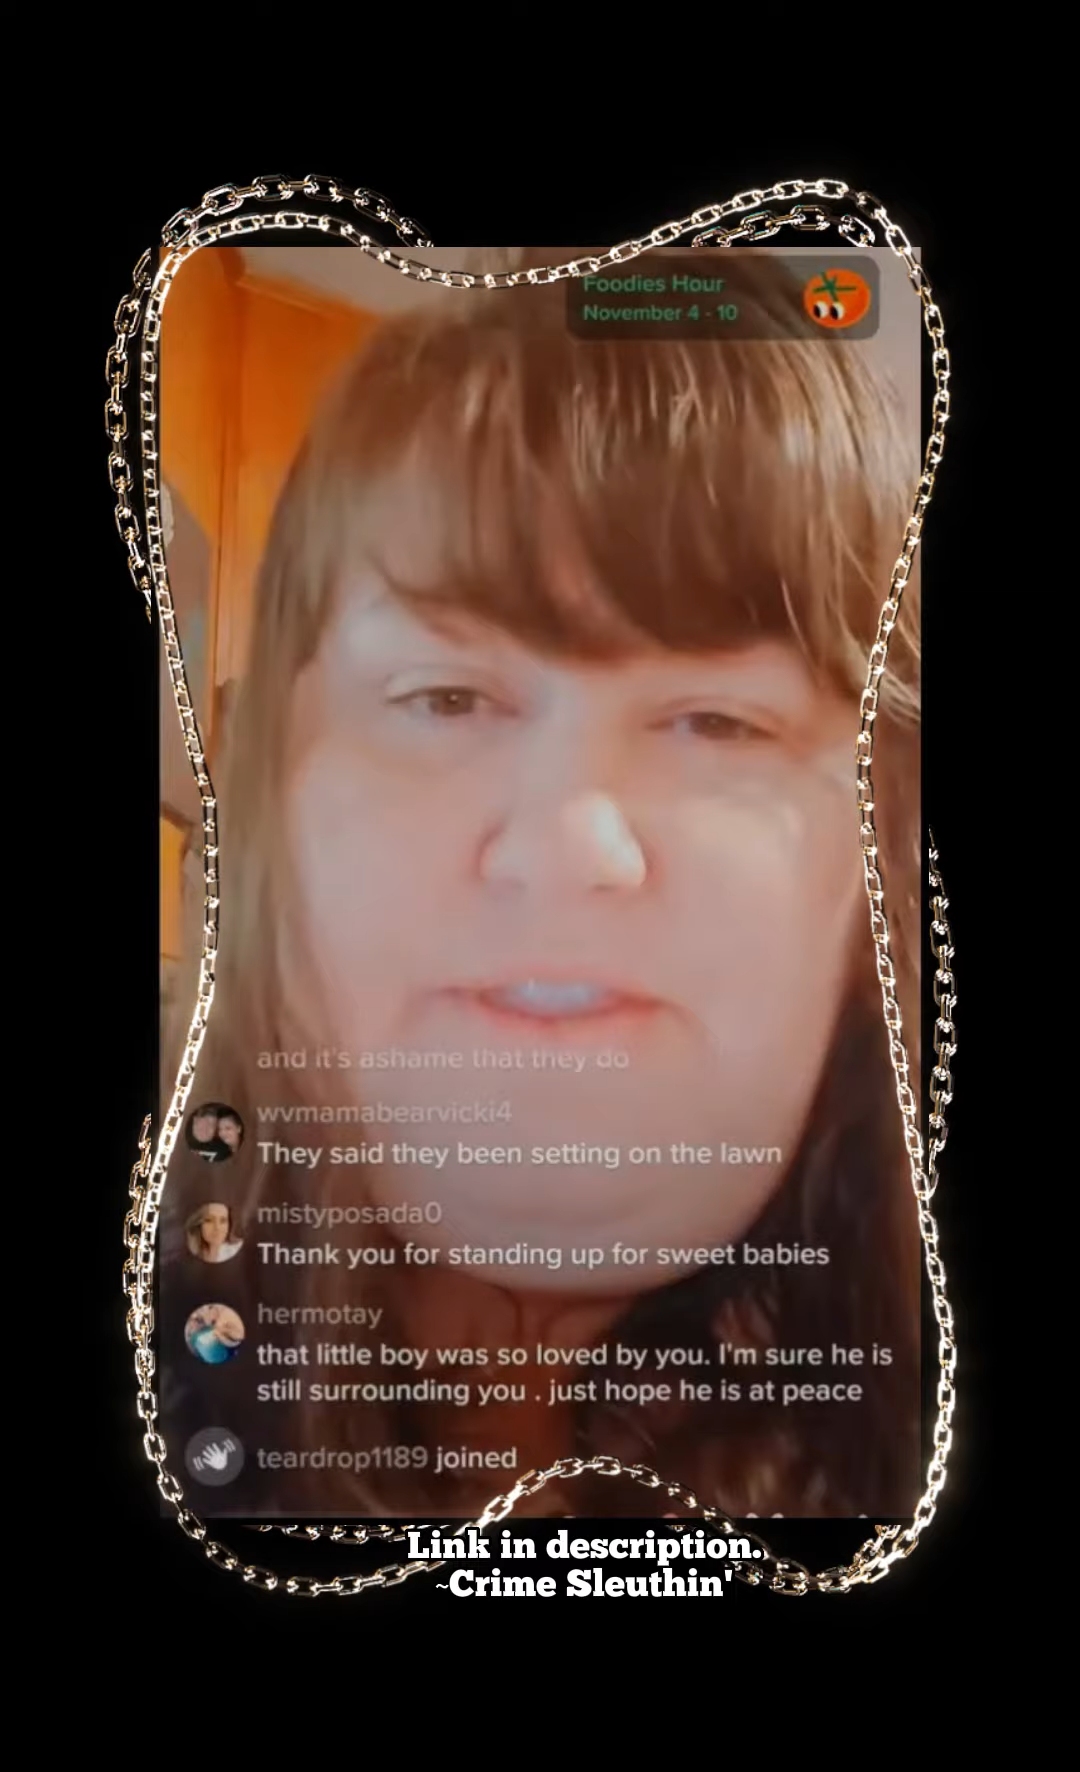 Foodies Hour
November 4 - 10
and it's ashame that they do
wvmamabearvicki4
They said they been setting on the lawn
mistyposada0
Thank you for standing up for sweet babies
hermotay
that little boy was so loved by you. I'm sure he is
still surrounding you . just hope he is at peace
teardrop1189 joined
Link in description.
~Crime Sleuthin'